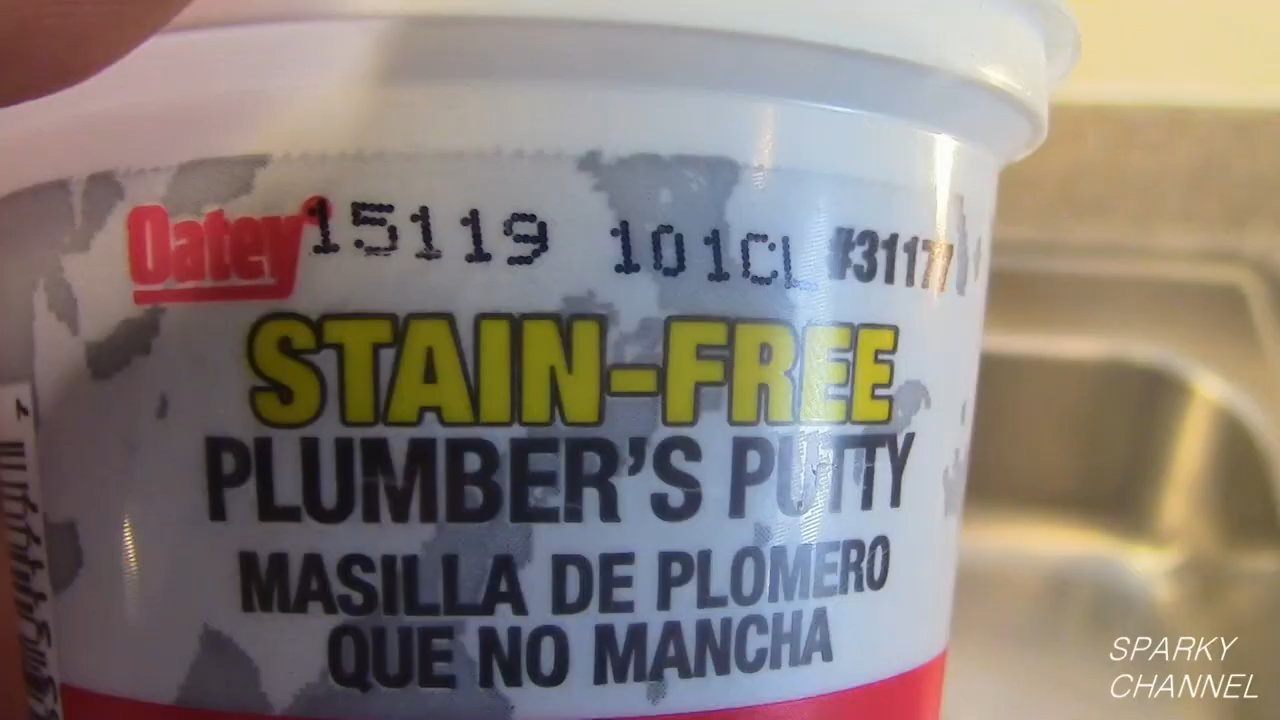 Oatey® 15119 101CL #31177
STAIN-FREE
PLUMBER'S PUTTY
MASILLA DE PLOMERO
QUE NO MANCHA
SPARKY
CHANNEL